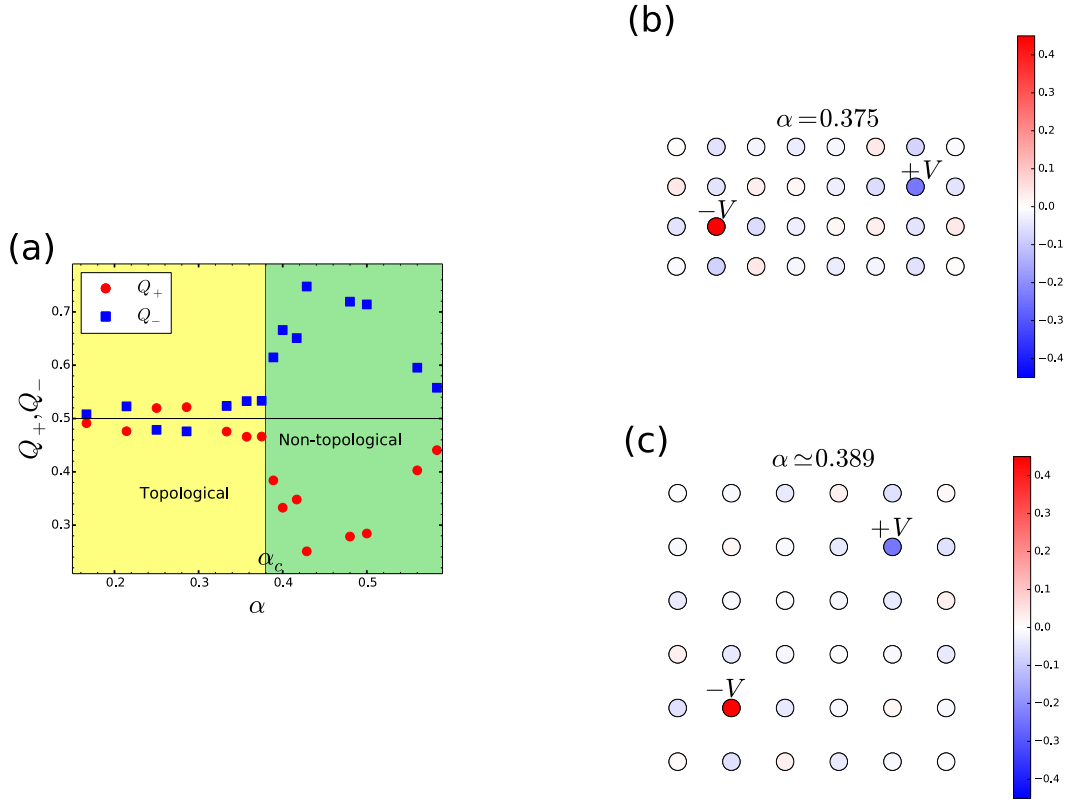 (a)
Q₊
Q₋
Q₊, Q₋
0.7
0.6
0.5
0.4
0.3
Topological
Non-topological
α_c
0.2 0.3 0.4 0.5
α
(b)
α=0.375
+V
−V
0.4
0.3
0.2
0.1
0.0
−0.1
−0.2
−0.3
−0.4
(c)
α≃0.389
+V
−V
0.4
0.3
0.2
0.1
0.0
−0.1
−0.2
−0.3
−0.4